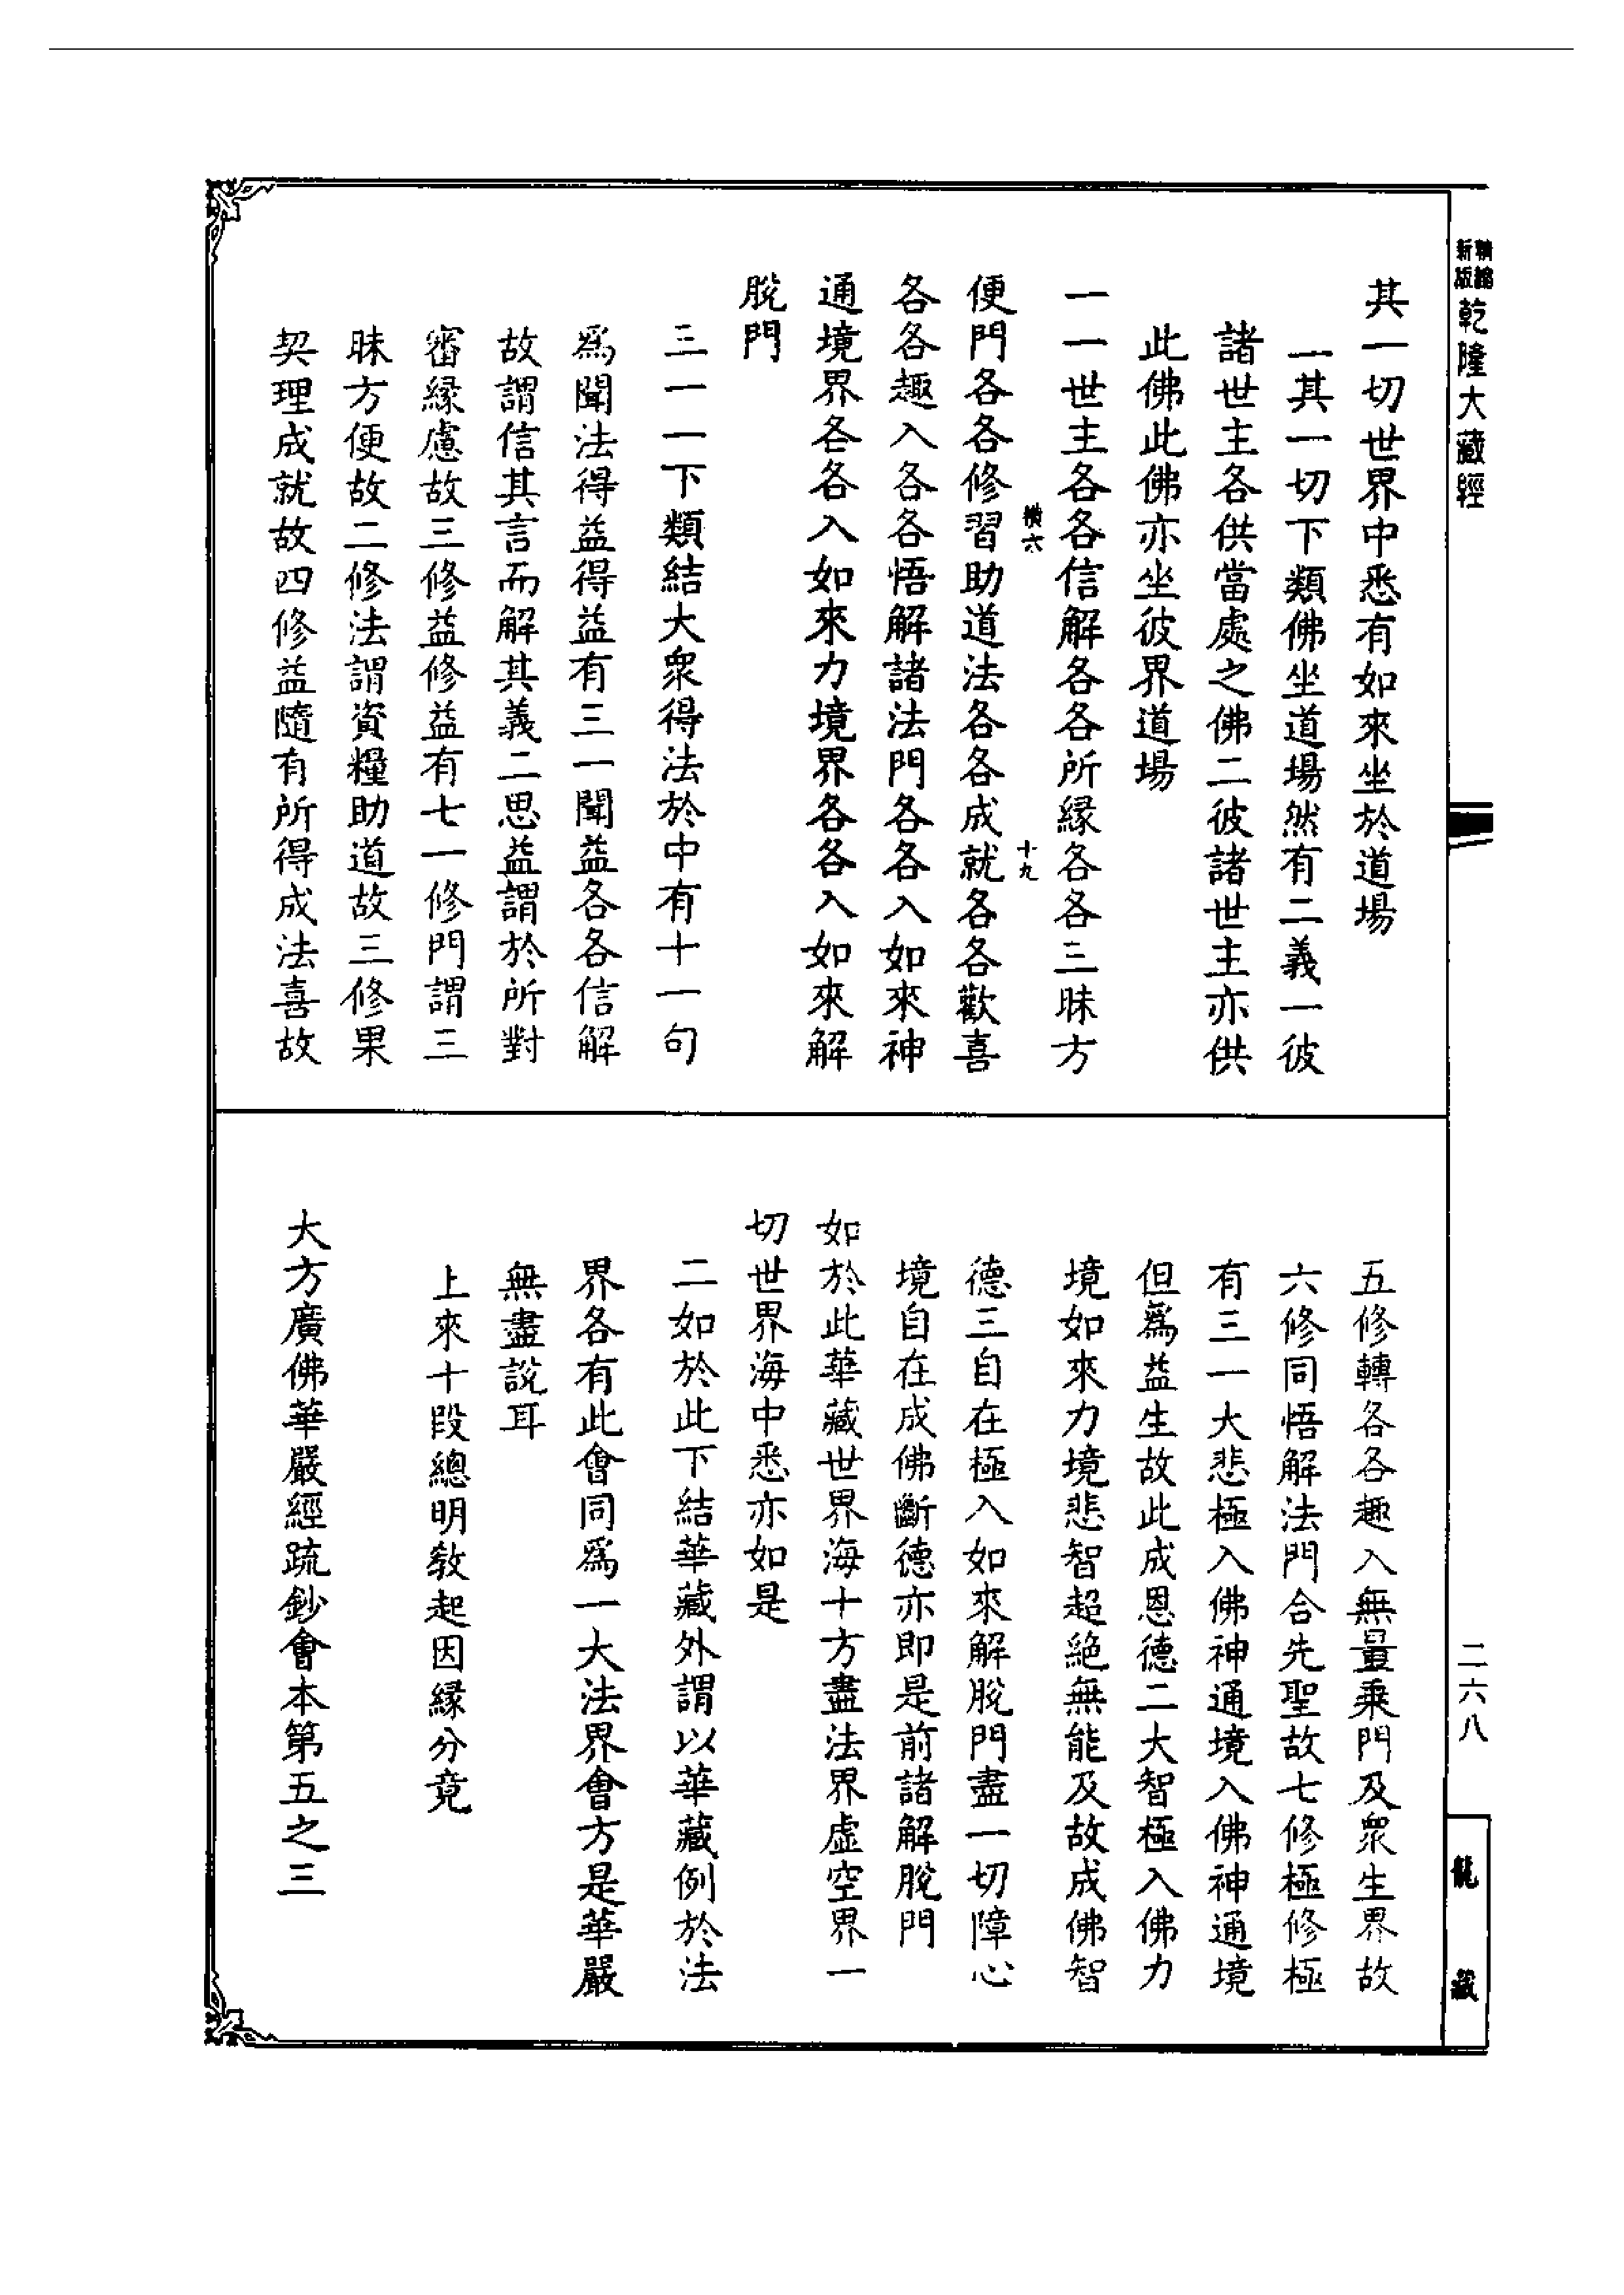 精縮
新版
乾隆大藏經
其一切世界中悉有如來坐於道場
二其一切下類佛坐道場然有二義一彼
諸世主各供當處之佛二彼諸世主亦供
此佛此佛亦坐彼界道場
一一世主各各信解各各所緣各各三昧方
便門各各修習助道法各各成就各各歡喜
各各趣入各各悟解諸法門各各入如來神
通境界各各入如來力境界各各入如來解
脫門
三一一下類結大眾得法於中有十一句
爲聞法得益得益有三一聞益各各信解
故謂信其言而解其義二思益謂於所對
審緣慮故三修益修益有七一修門謂三
昧方便故二修法謂資糧助道故三修果
契理成就故四修益隨有所得成法喜故
五修轉各各趣入無量乘門及眾生界故
六修同悟解法門合先聖故七修極修極
有三一大悲極入佛神通境入佛神通境
但爲益生故此成恩德二大智極入佛力
境如來力境悲智超絕無能及故成佛智
德三自在極入如來解脫門盡一切障心
境自在成佛斷德亦即是前諸解脫門
如於此華藏世界海十方盡法界虛空界一
切世界海中悉亦如是
二如於此下結華藏外謂以華藏例於法
界各有此會同爲一大法界會方是華嚴
無盡說耳
上來十段總明教起因緣分竟
大方廣佛華嚴經疏鈔會本第五之三
十九
二六八
龍藏